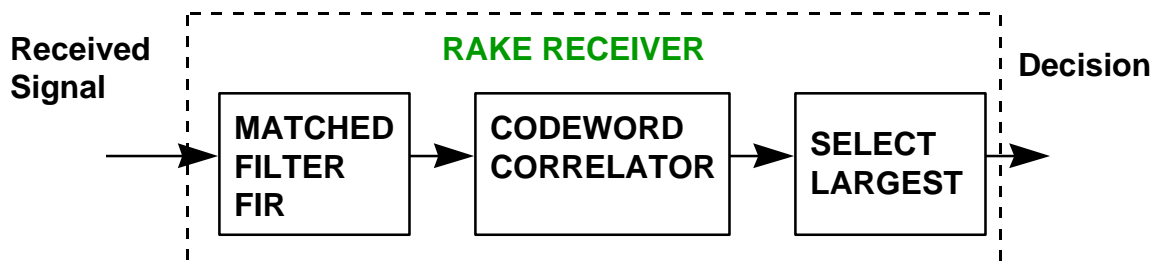 Received
Signal
RAKE RECEIVER
Decision
MATCHED
FILTER
FIR
CODEWORD
CORRELATOR
SELECT
LARGEST